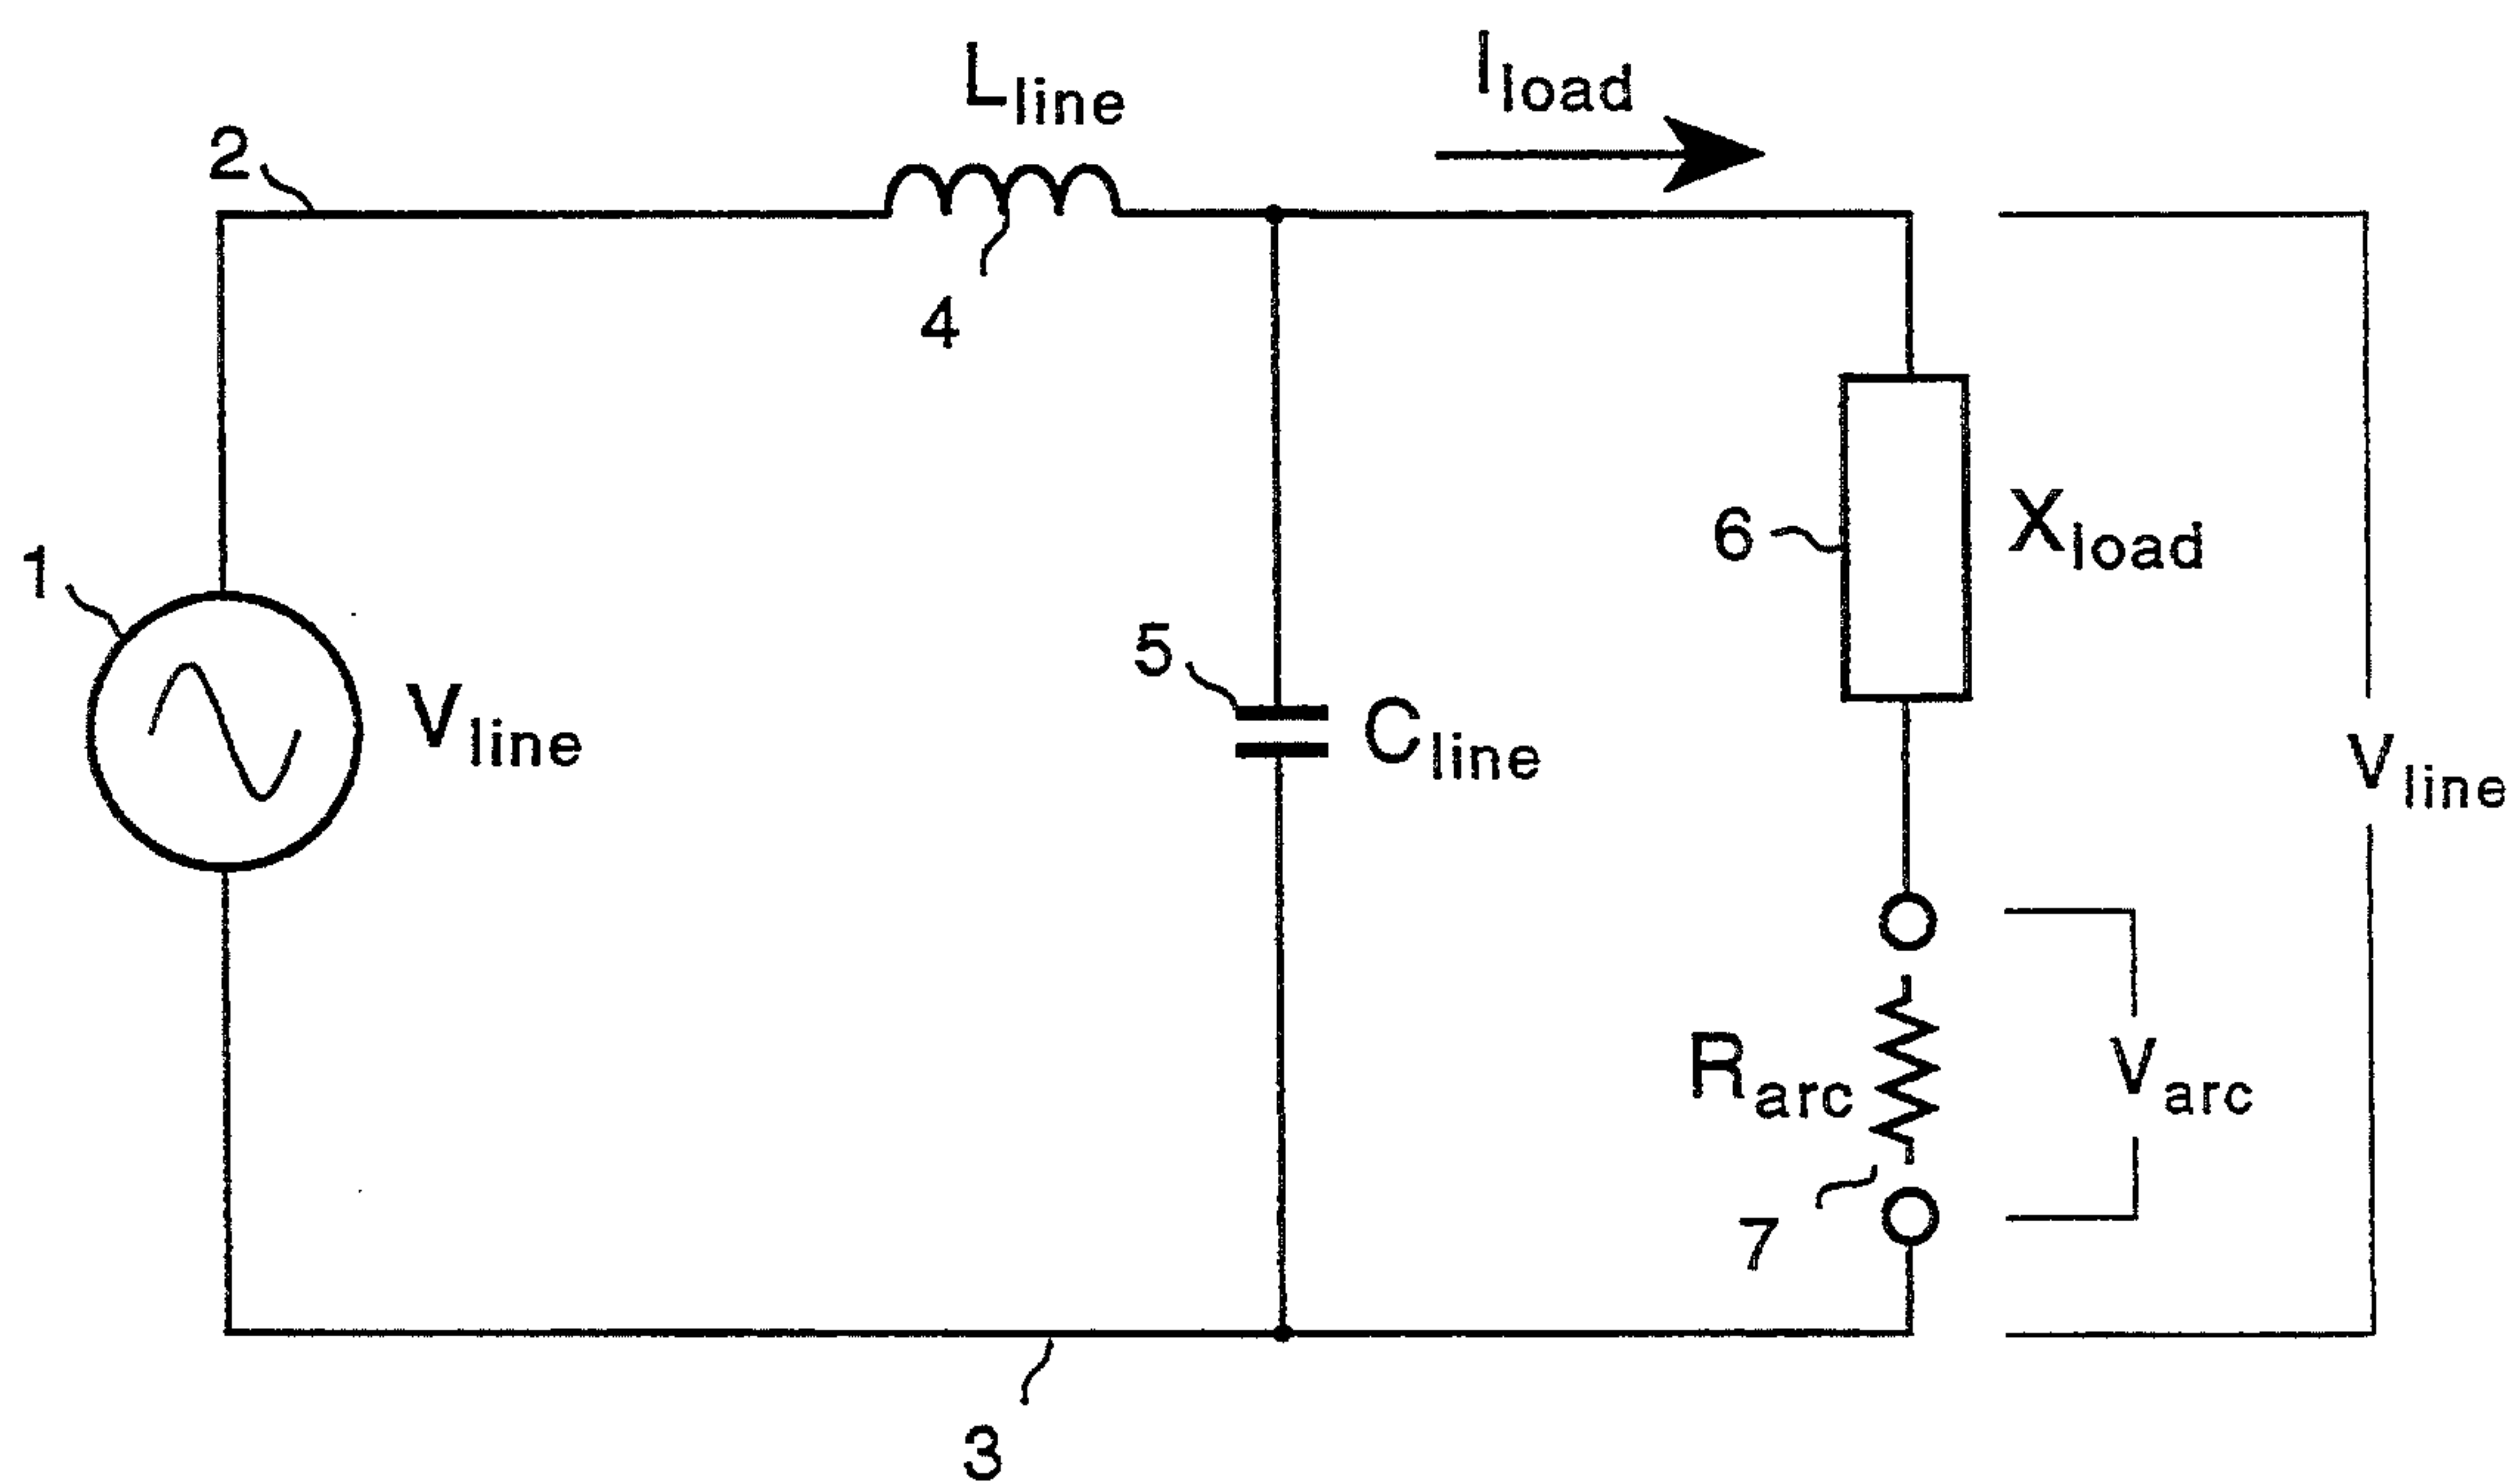 L_line
I_load
2
4
1
V_line
5
C_line
6
X_load
V_line
R_arc
V_arc
7
3